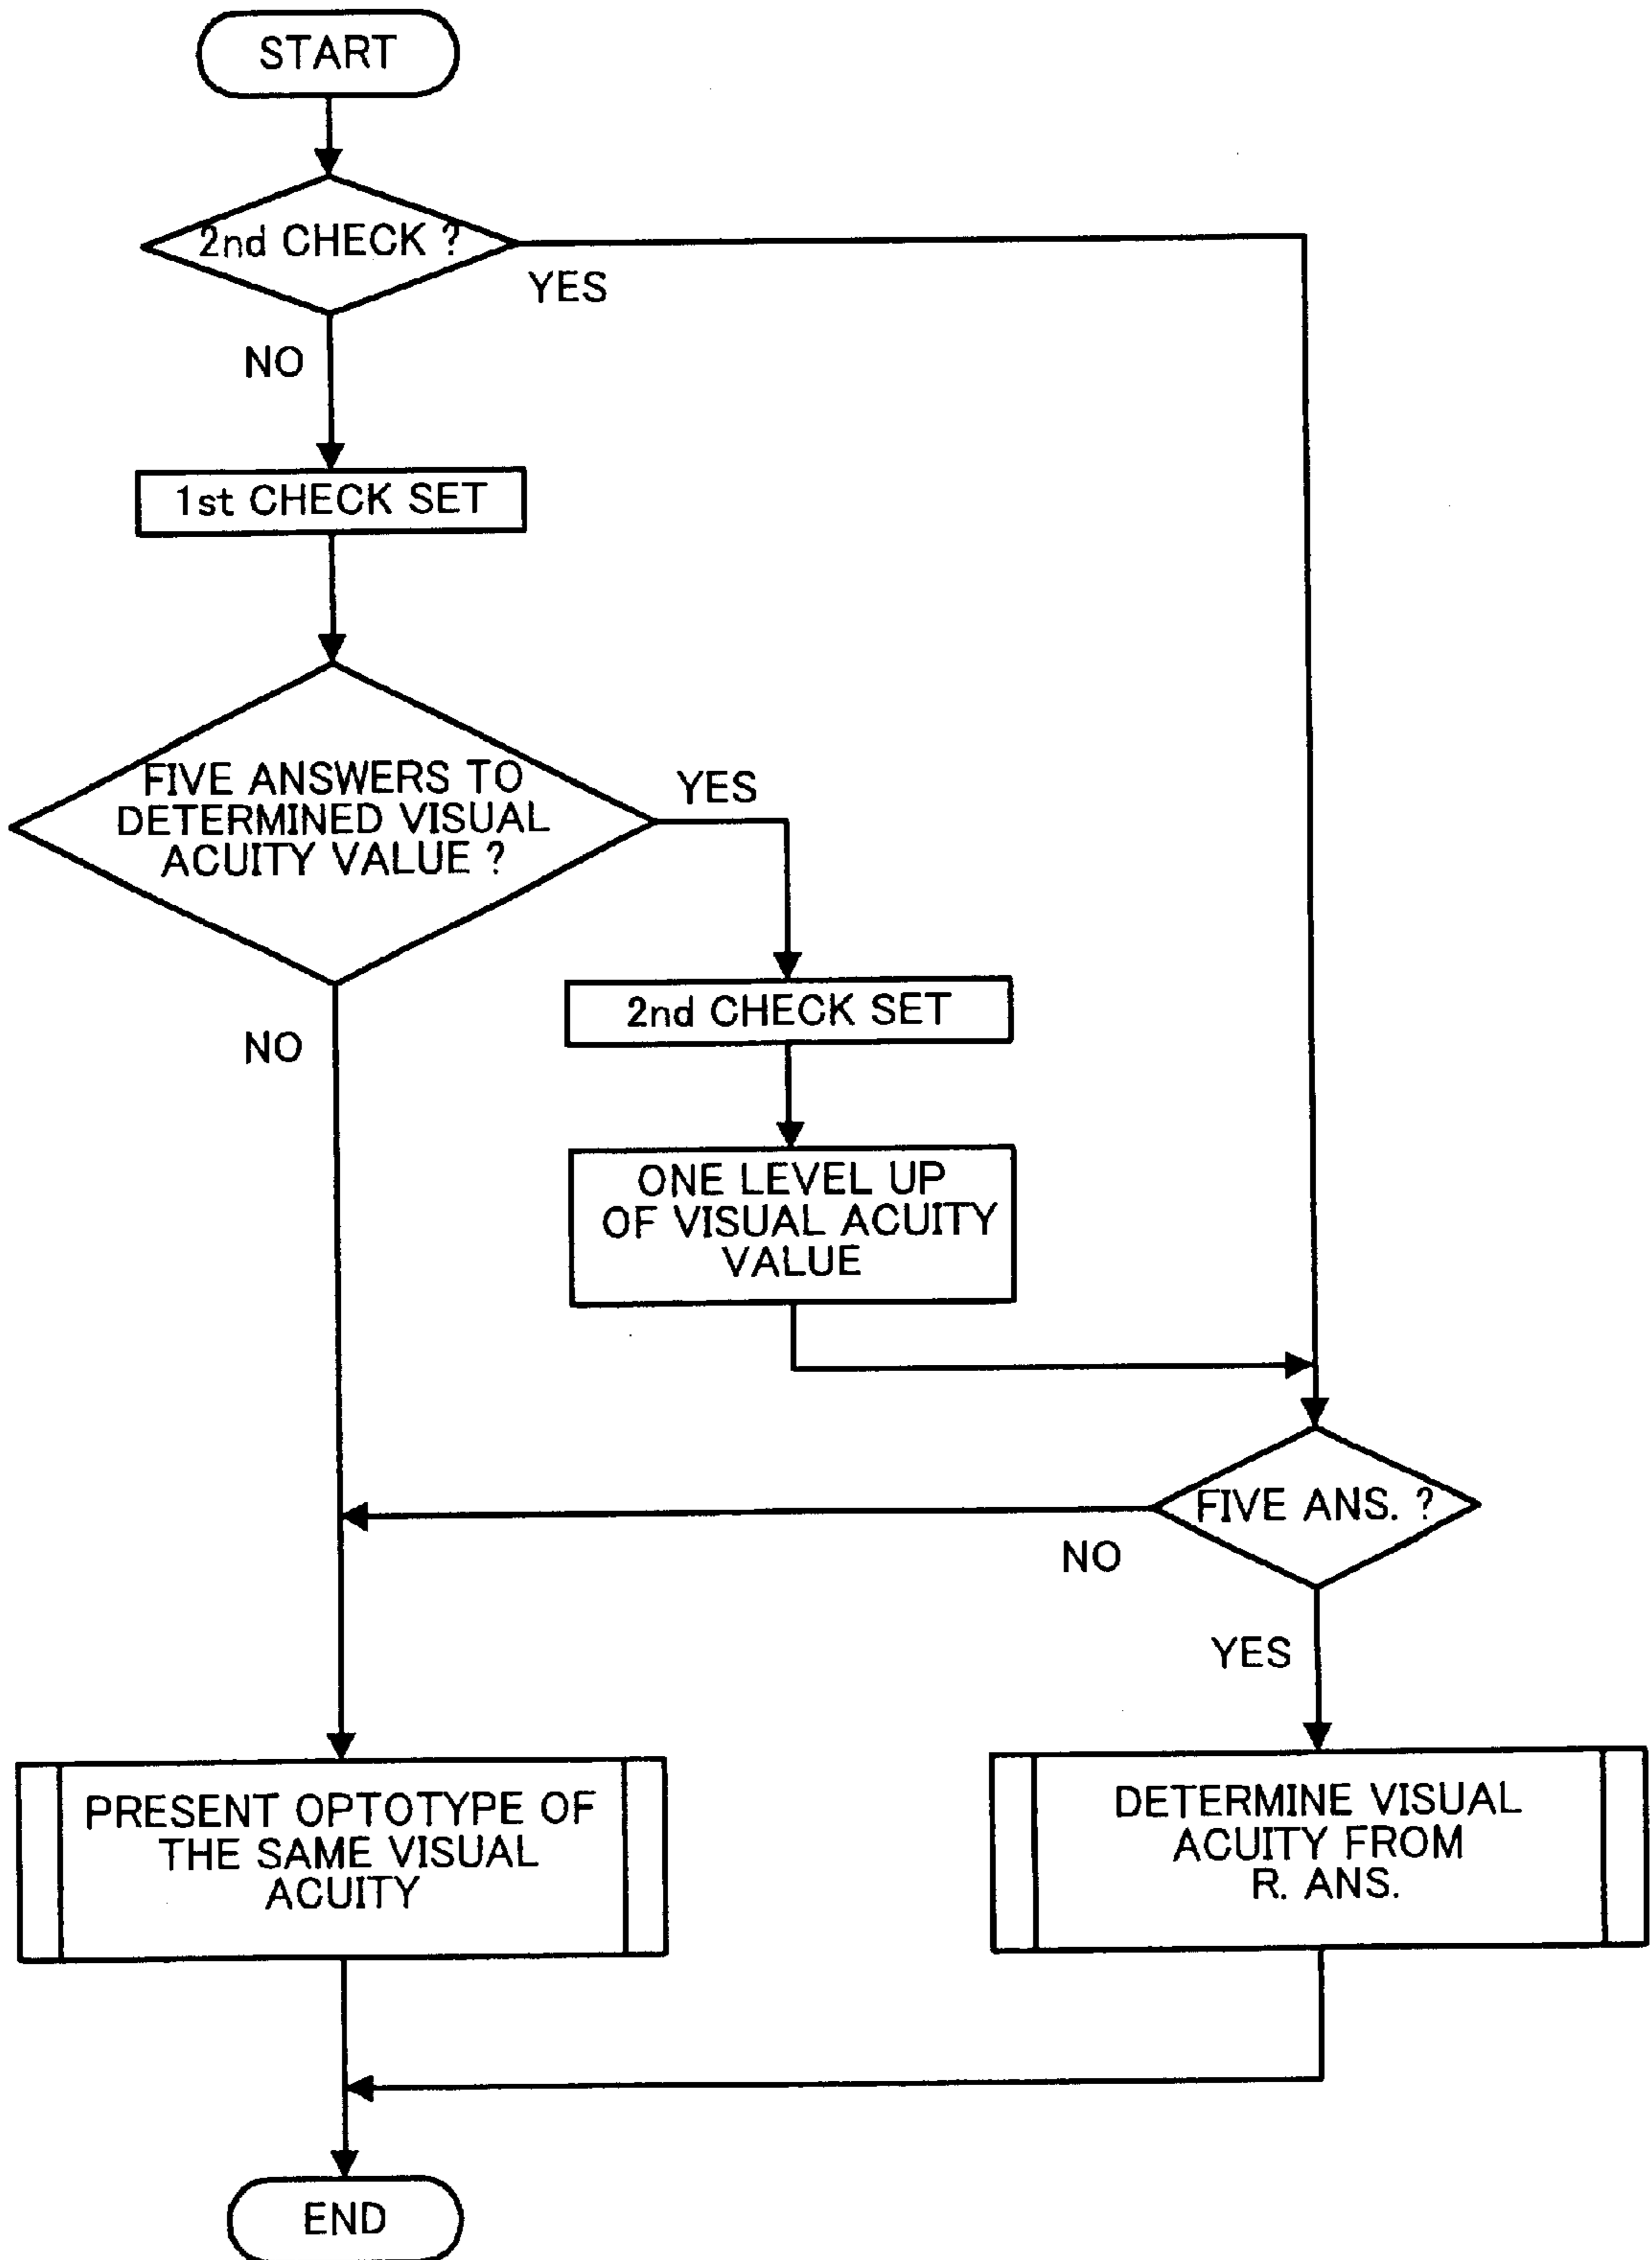 START
2nd CHECK ?
YES
NO
1st CHECK SET
FIVE ANSWERS TO
DETERMINED VISUAL
ACUITY VALUE ?
YES
NO
2nd CHECK SET
ONE LEVEL UP
OF VISUAL ACUITY
VALUE
FIVE ANS. ?
NO
YES
PRESENT OPTOTYPE OF
THE SAME VISUAL
ACUITY
DETERMINE VISUAL
ACUITY FROM
R. ANS.
END